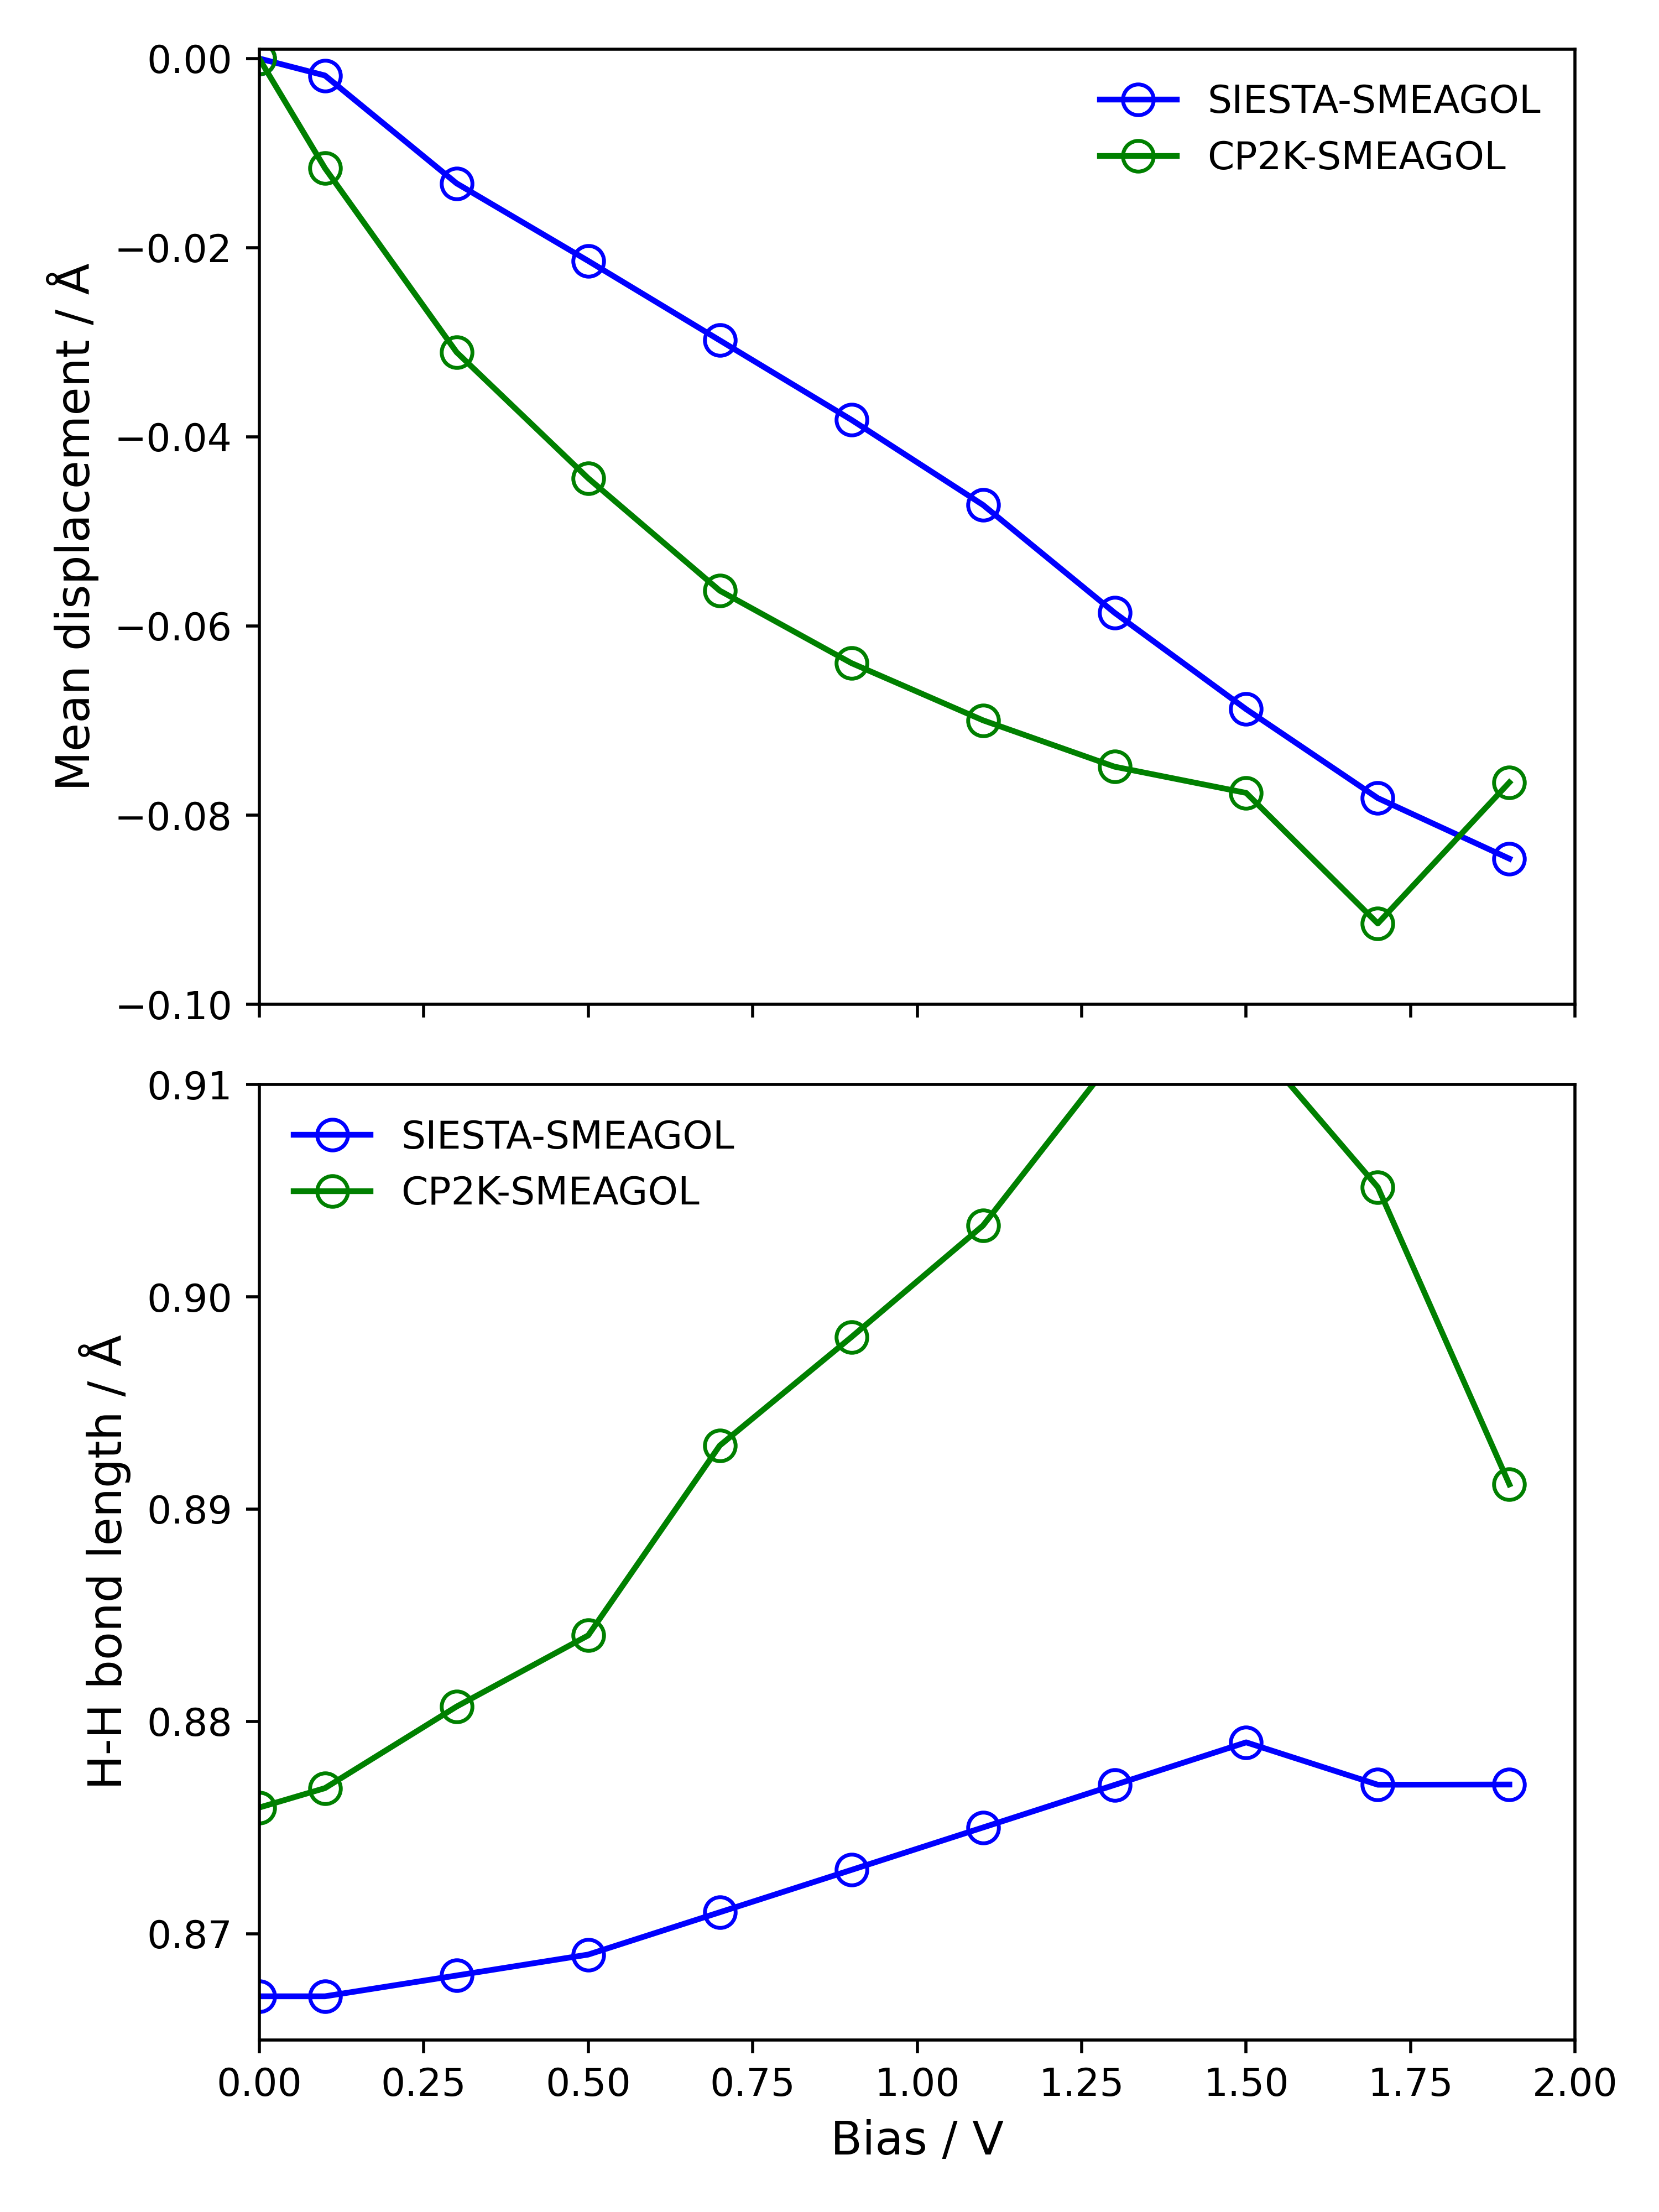 0.00
−0.02
−0.04
−0.06
−0.08
−0.10
Mean displacement / Å
SIESTA-SMEAGOL
CP2K-SMEAGOL
0.91
0.90
0.89
0.88
0.87
H-H bond length / Å
SIESTA-SMEAGOL
CP2K-SMEAGOL
0.00 0.25 0.50 0.75 1.00 1.25 1.50 1.75 2.00
Bias / V